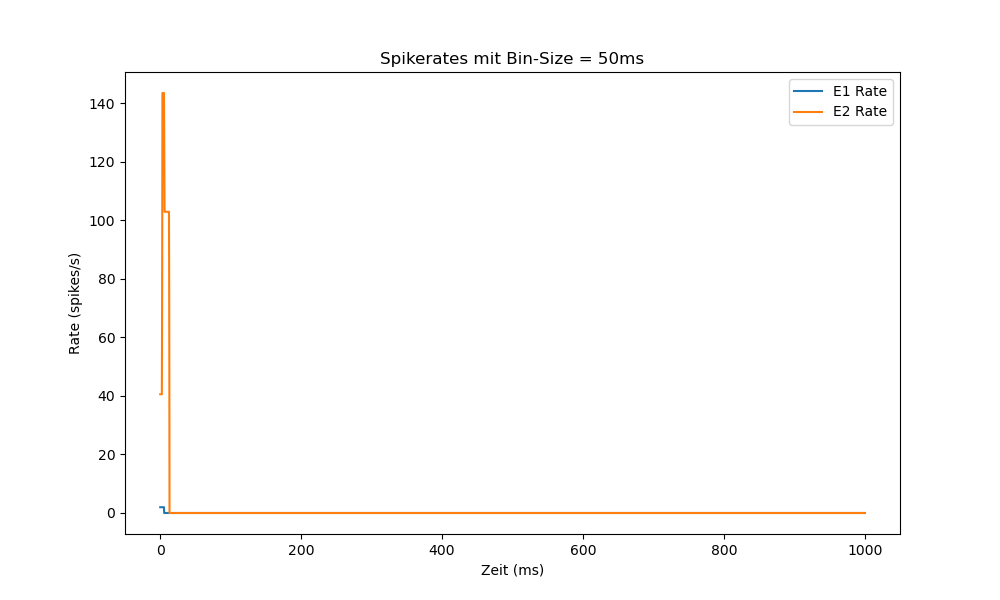 Spikerates mit Bin-Size = 50ms
E1 Rate
E2 Rate
140
120
100
80
60
40
20
0
Rate (spikes/s)
0 200 400 600 800 1000
Zeit (ms)